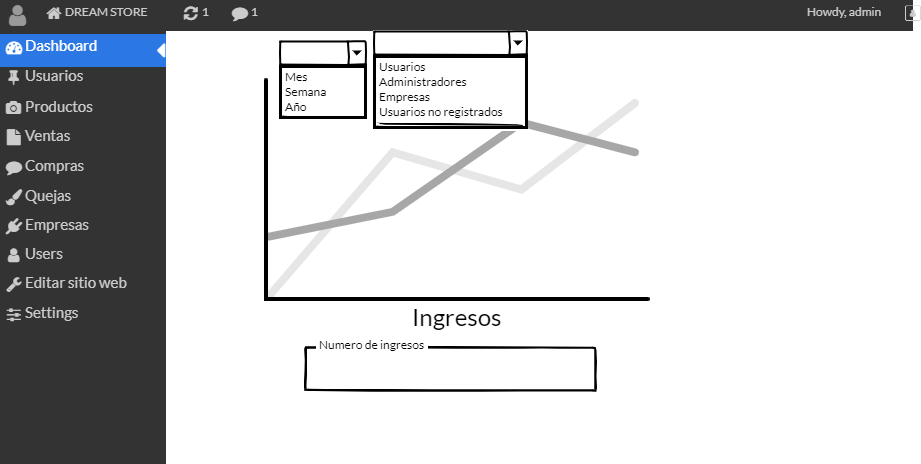 DREAM STORE
1
1
Howdy, admin
Dashboard
Usuarios
Productos
Ventas
Compras
Quejas
Empresas
Users
Editar sitio web
Settings
Mes
Semana
Año
Usuarios
Administradores
Empresas
Usuarios no registrados
Ingresos
Numero de ingresos